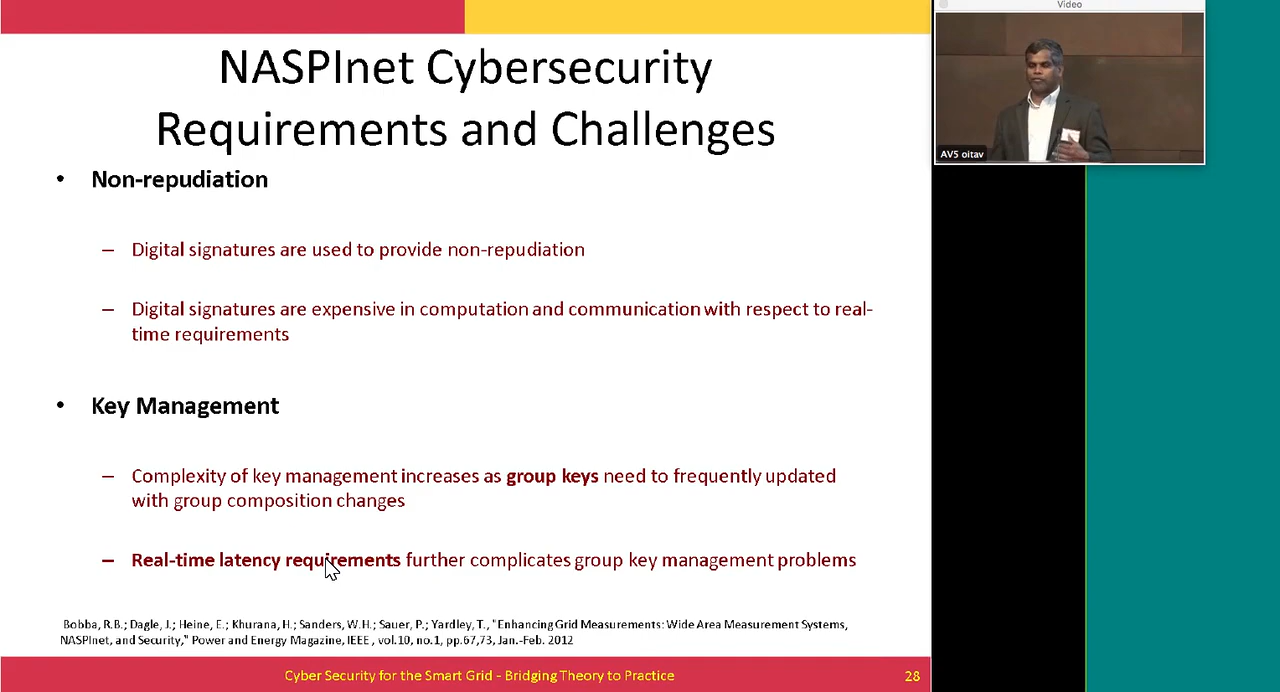 Video
NASPInet Cybersecurity
Requirements and Challenges
• Non-repudiation
– Digital signatures are used to provide non-repudiation
– Digital signatures are expensive in computation and communication with respect to real-
time requirements
• Key Management
– Complexity of key management increases as group keys need to frequently updated
with group composition changes
– Real-time latency requirements further complicates group key management problems
Bobba, R.B.; Dagle, J.; Heine, E.; Khurana, H.; Sanders, W.H.; Sauer, P.; Yardley, T., "Enhancing Grid Measurements: Wide Area Measurement Systems,
NASPInet, and Security," Power and Energy Magazine, IEEE , vol.10, no.1, pp.67,73, Jan.-Feb. 2012
Cyber Security for the Smart Grid - Bridging Theory to Practice
28
AV5 oitav